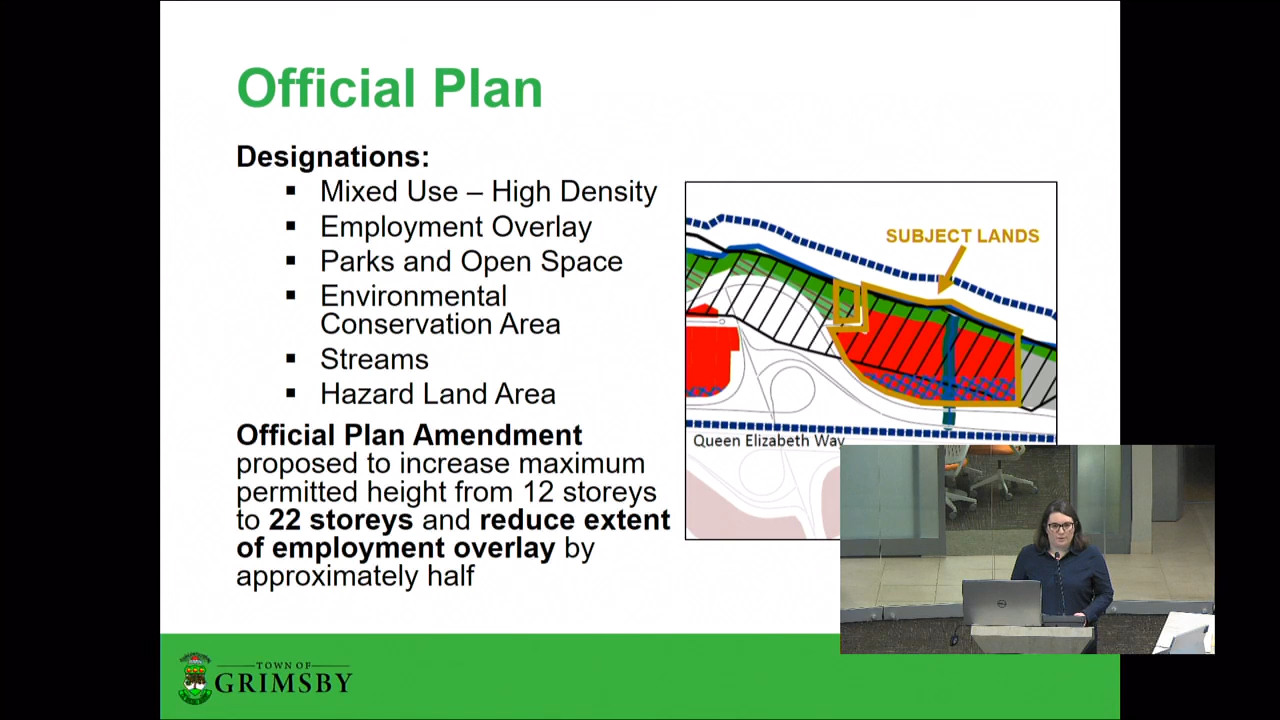 Official Plan
Designations:
▪ Mixed Use – High Density
▪ Employment Overlay
▪ Parks and Open Space
▪ Environmental
Conservation Area
▪ Streams
▪ Hazard Land Area
Official Plan Amendment
proposed to increase maximum
permitted height from 12 storeys
to 22 storeys and reduce extent
of employment overlay by
approximately half
SUBJECT LANDS
Queen Elizabeth Way
TOWN OF
GRIMSBY